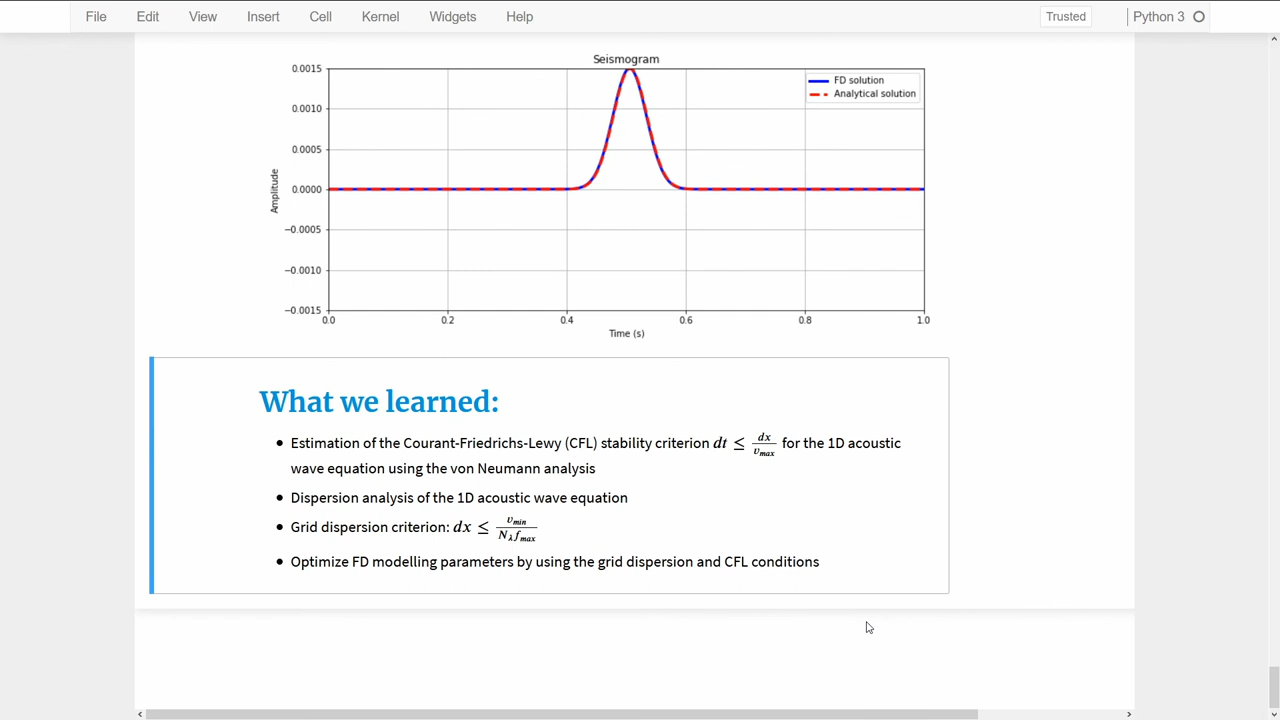 File Edit View Insert Cell Kernel Widgets Help Trusted Python 3
Seismogram
0.0015
0.0010
0.0005
0.0000
−0.0005
−0.0010
−0.0015
Amplitude
FD solution
Analytical solution
0.0 0.2 0.4 0.6 0.8 1.0
Time (s)
What we learned:
• Estimation of the Courant-Friedrichs-Lewy (CFL) stability criterion dt ≤ dx/v_max for the 1D acoustic
wave equation using the von Neumann analysis
• Dispersion analysis of the 1D acoustic wave equation
• Grid dispersion criterion: dx ≤ v_min/(N_λ f_max)
• Optimize FD modelling parameters by using the grid dispersion and CFL conditions